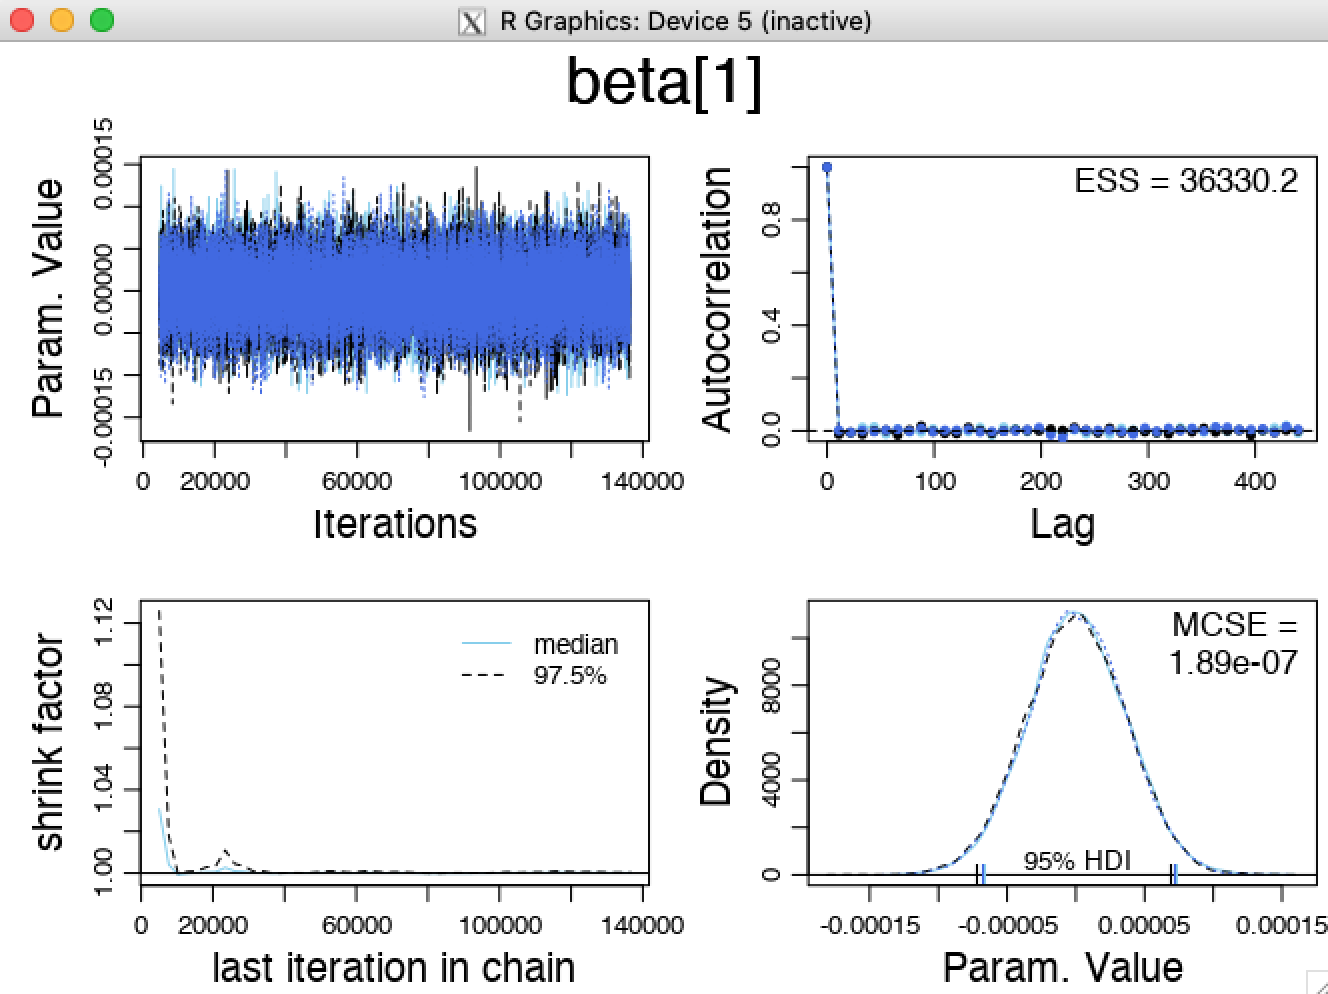 R Graphics: Device 5 (inactive)
beta[1]
Param. Value
-0.00015
0.00000
0.00015
0
20000
60000
100000
140000
Iterations
Autocorrelation
0.0
0.4
0.8
ESS = 36330.2
0
100
200
300
400
Lag
shrink factor
1.00
1.04
1.08
1.12
median
97.5%
0
20000
60000
100000
140000
last iteration in chain
Density
0
4000
8000
MCSE =
1.89e-07
95% HDI
-0.00015
-0.00005
0.00005
0.00015
Param. Value